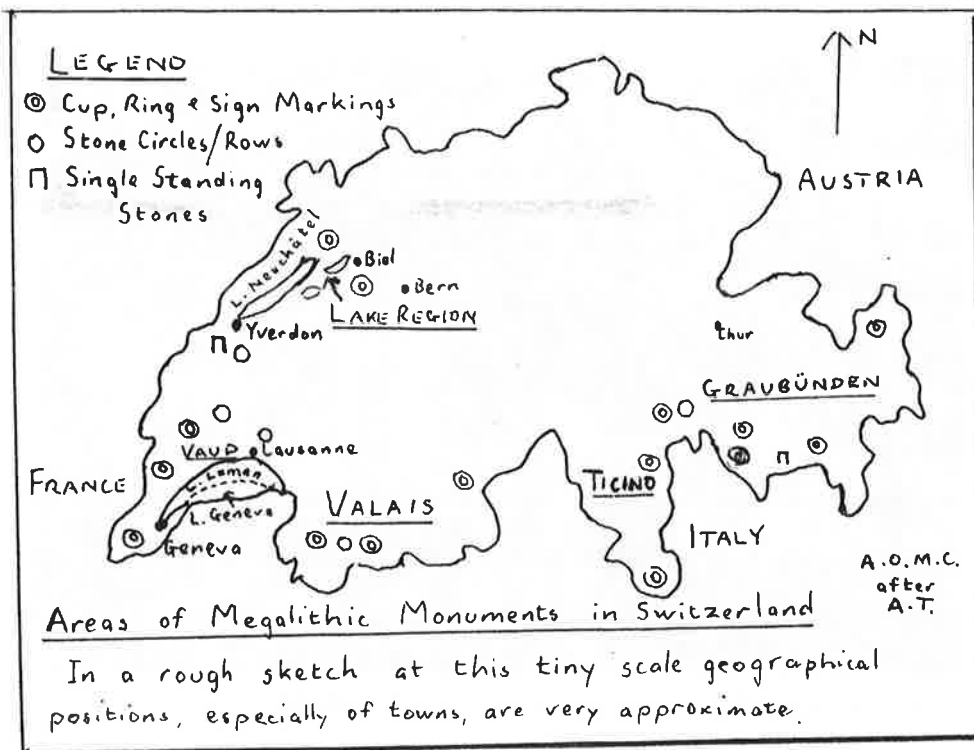 LEGEND
Cup, Ring & Sign Markings
Stone Circles/Rows
Single Standing
Stones
N
AUSTRIA
L. Neuchâtel
Biel
Bern
LAKE REGION
Yverdon
thur
GRAUBÜNDEN
VAUD
Lausanne
FRANCE
L. Leman
L. Geneva
Geneva
VALAIS
TICINO
ITALY
A.O.M.C.
after
A.T.
Areas of Megalithic Monuments in Switzerland
In a rough sketch at this tiny scale geographical
positions, especially of towns, are very approximate.